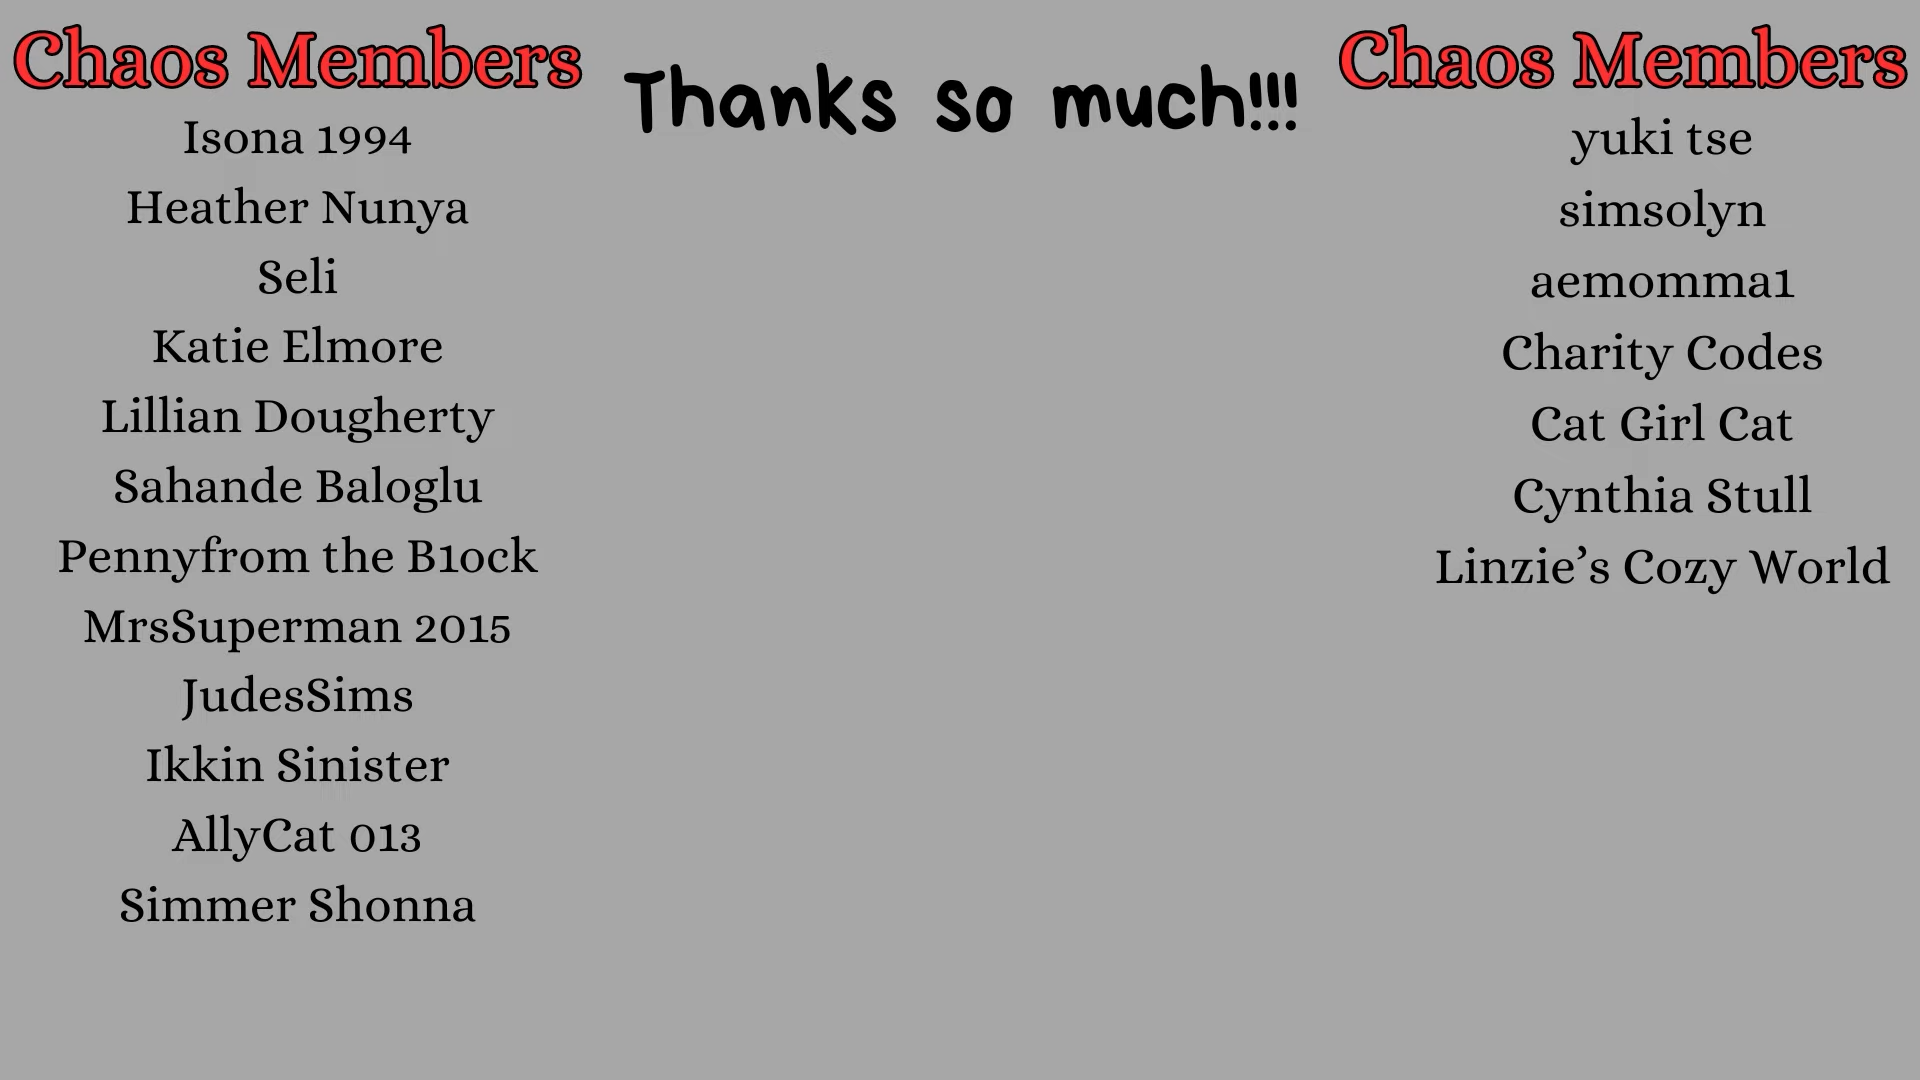 Chaos Members
Isona 1994
Heather Nunya
Seli
Katie Elmore
Lillian Dougherty
Sahande Baloglu
Pennyfrom the B1ock
MrsSuperman 2015
JudesSims
Ikkin Sinister
AllyCat 013
Simmer Shonna
Thanks so much!!!
Chaos Members
yuki tse
simsolyn
aemomma1
Charity Codes
Cat Girl Cat
Cynthia Stull
Linzie’s Cozy World